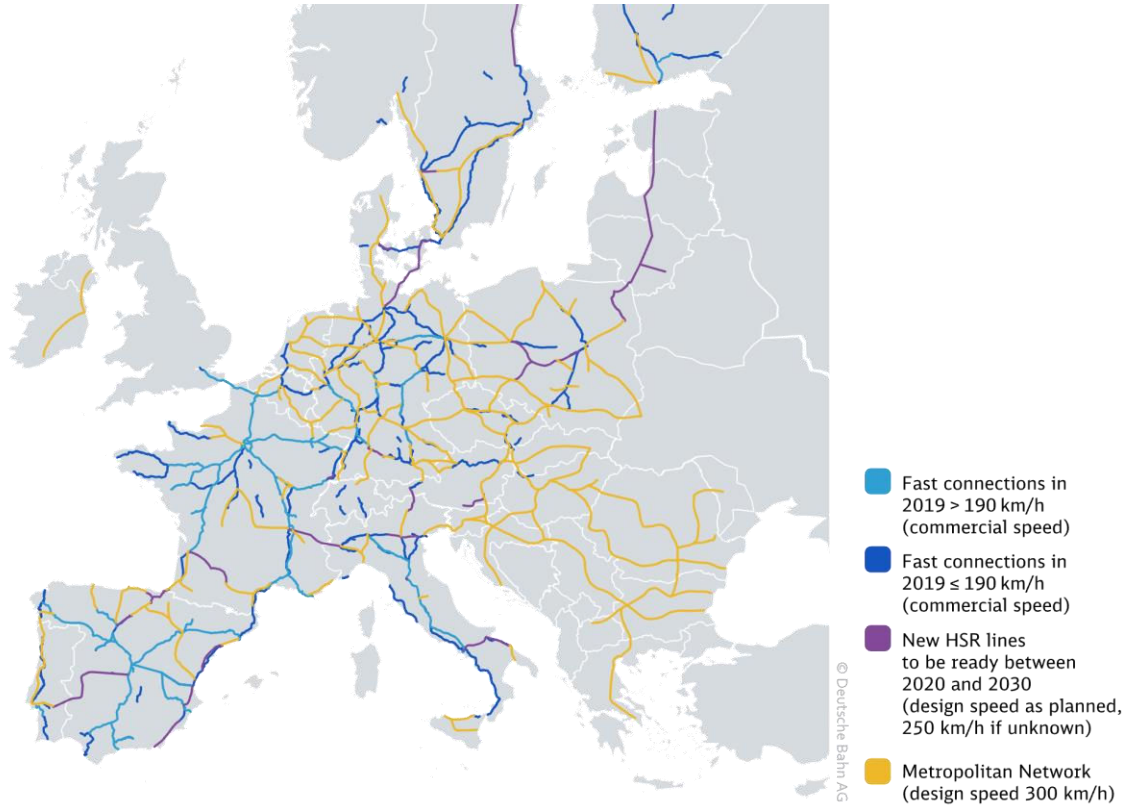 Fast connections in
2019 > 190 km/h
(commercial speed)
Fast connections in
2019 ≤ 190 km/h
(commercial speed)
New HSR lines
to be ready between
2020 and 2030
(design speed as planned,
250 km/h if unknown)
Metropolitan Network
(design speed 300 km/h)
© Deutsche Bahn AG